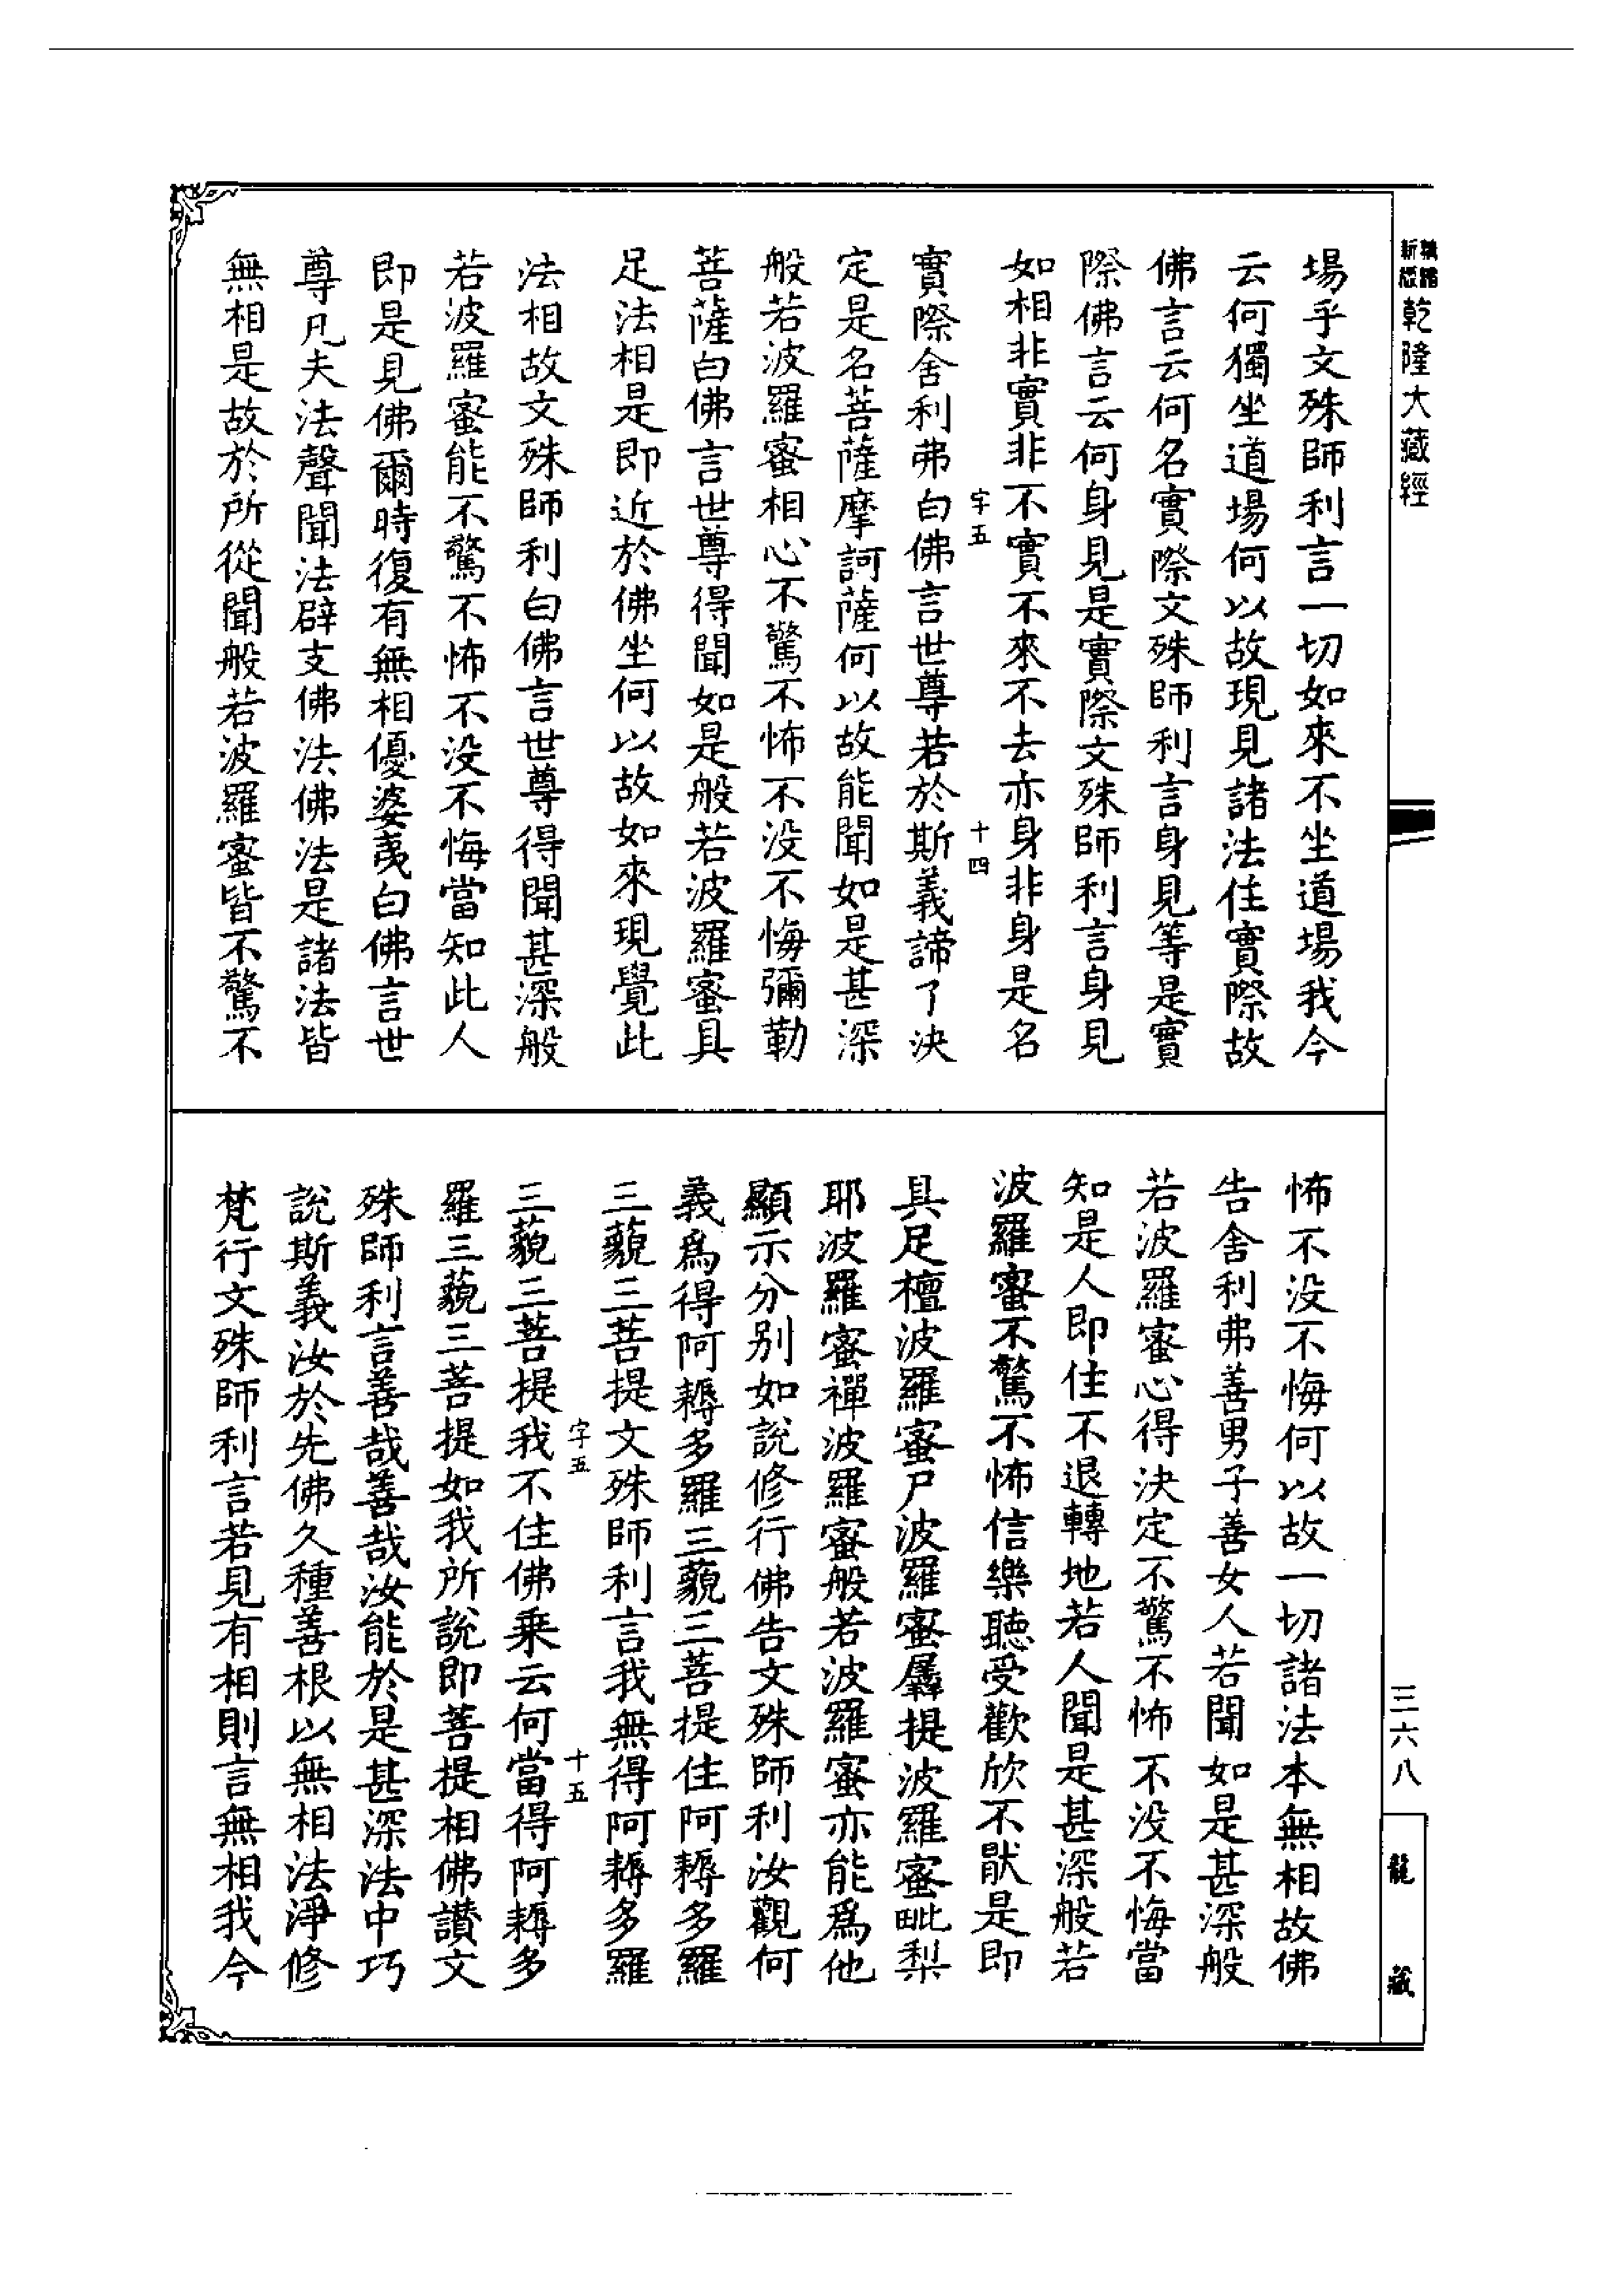 新編縮版
乾隆大藏經
場乎文殊師利言一切如來不坐道場我今
云何獨坐道場何以故現見諸法住實際故
佛言云何名實際文殊師利言身見等是實
際佛言云何身見是實際文殊師利言身見
如相非實非不實不來不去亦身非身是名
字五
十四
實際舍利弗白佛言世尊若於斯義諦了決
定是名菩薩摩訶薩何以故能聞如是甚深
般若波羅蜜相心不驚不怖不没不悔彌勒
菩薩白佛言世尊得聞如是般若波羅蜜具
足法相是即近於佛坐何以故如來現覺此
法相故文殊師利白佛言世尊得聞甚深般
若波羅蜜能不驚不怖不没不悔當知此人
即是見佛爾時復有無相優婆夷白佛言世
尊凡夫法聲聞法辟支佛法佛法是諸法皆
無相是故於所從聞般若波羅蜜皆不驚不
怖不没不悔何以故一切諸法本無相故佛
告舍利弗善男子善女人若聞如是甚深般
若波羅蜜心得決定不驚不怖不没不悔當
知是人即住不退轉地若人聞是甚深般若
波羅蜜不驚不怖信樂聽受歡欣不猒是即
具足檀波羅蜜尸波羅蜜羼提波羅蜜毗梨
耶波羅蜜禪波羅蜜般若波羅蜜亦能爲他
顯示分別如說修行佛告文殊師利汝觀何
義爲得阿耨多羅三藐三菩提住阿耨多羅
三藐三菩提文殊師利言我無得阿耨多羅
字五
十五
三藐三菩提我不住佛乘云何當得阿耨多
羅三藐三菩提如我所說即菩提相佛讃文
殊師利言善哉善哉汝能於是甚深法中巧
說斯義汝於先佛久種善根以無相法淨修
梵行文殊師利言若見有相則言無相我今
三六八
龍藏